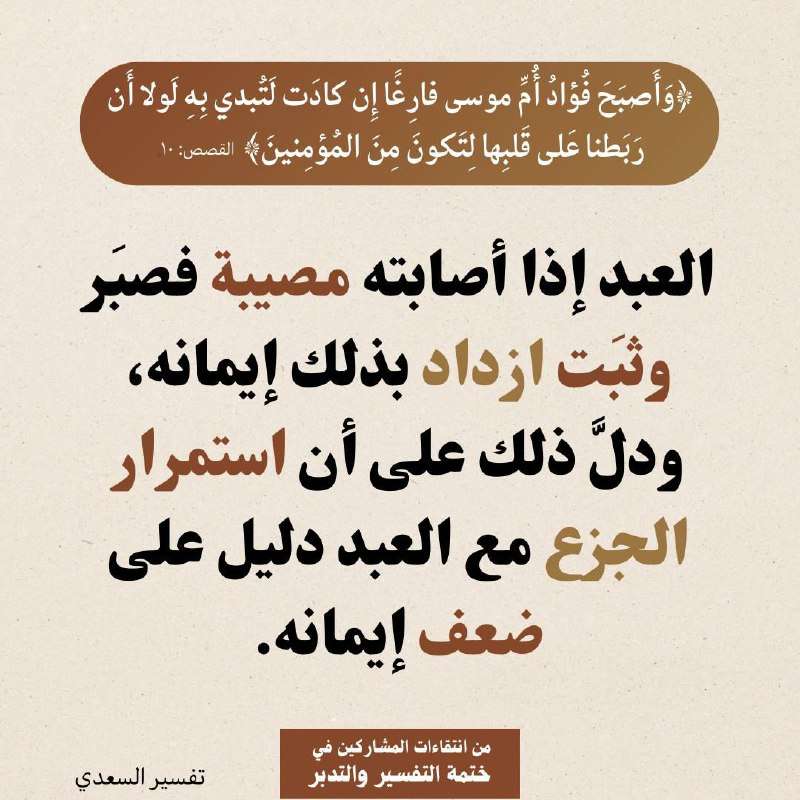 ﴿وَأَصبَحَ فُؤادُ أُمِّ موسى فارِغًا إِن كادَت لَتُبدي بِهِ لَولا أَن
رَبَطنا عَلى قَلبِها لِتَكونَ مِنَ المُؤمِنينَ﴾ القصص: ١٠
العبد إذا أصابته مصيبة فصبَر
وثبَت ازداد بذلك إيمانه،
ودلَّ ذلك على أن استمرار
الجزع مع العبد دليل على
ضعف إيمانه.
من انتقاءات المشاركين في
ختمة التفسير والتدبر
تفسير السعدي